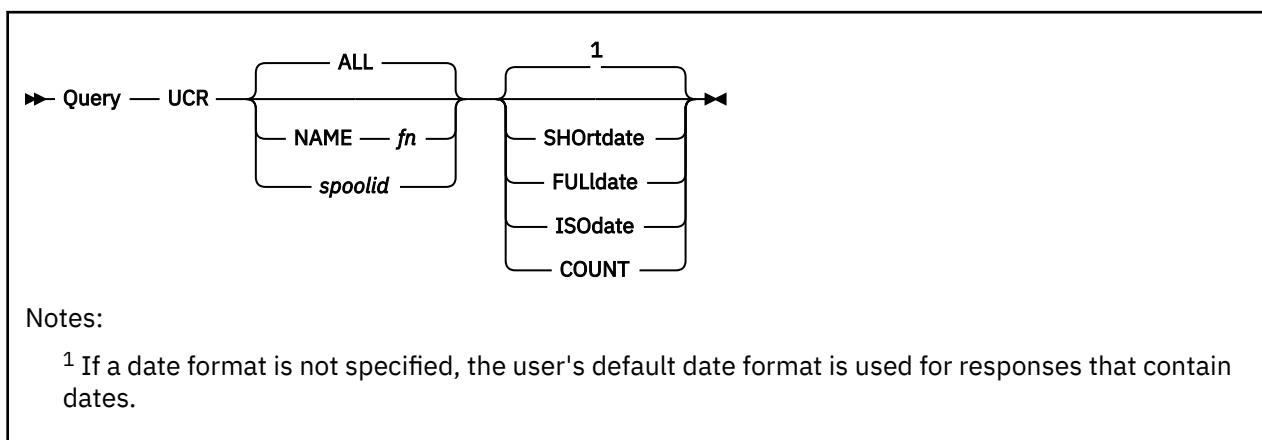 1
ALL
Query UCR
NAME fn SHOrtdate
spoolid FULldate
ISOdate
COUNT
Notes:
1 If a date format is not specified, the user's default date format is used for responses that contain
dates.